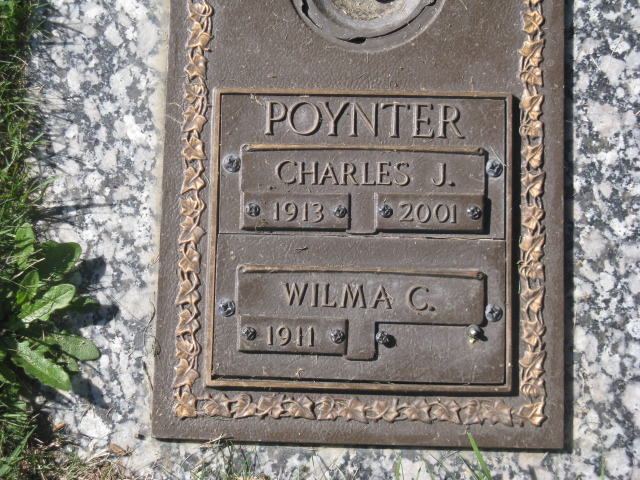 POYNTER
CHARLES J.
1913 2001
WILMA C.
1911